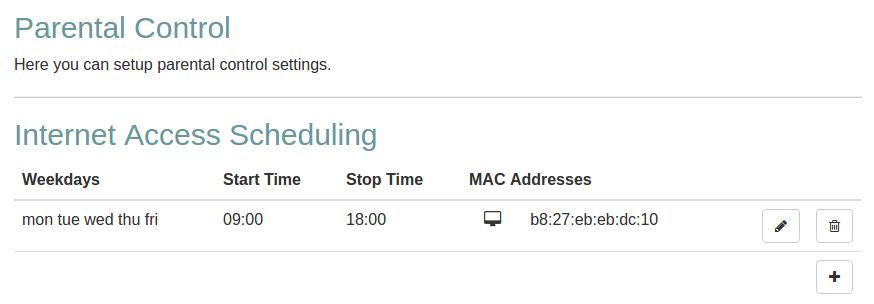 Parental Control
Here you can setup parental control settings.
Internet Access Scheduling
Weekdays Start Time Stop Time MAC Addresses
mon tue wed thu fri 09:00 18:00 b8:27:eb:eb:dc:10